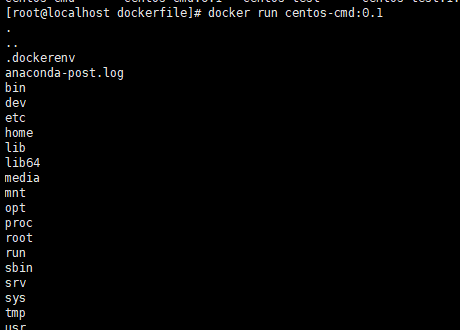 [root@localhost dockerfile]# docker run centos-cmd:0.1
.
..
.dockerenv
anaconda-post.log
bin
dev
etc
home
lib
lib64
media
mnt
opt
proc
root
run
sbin
srv
sys
tmp
usr